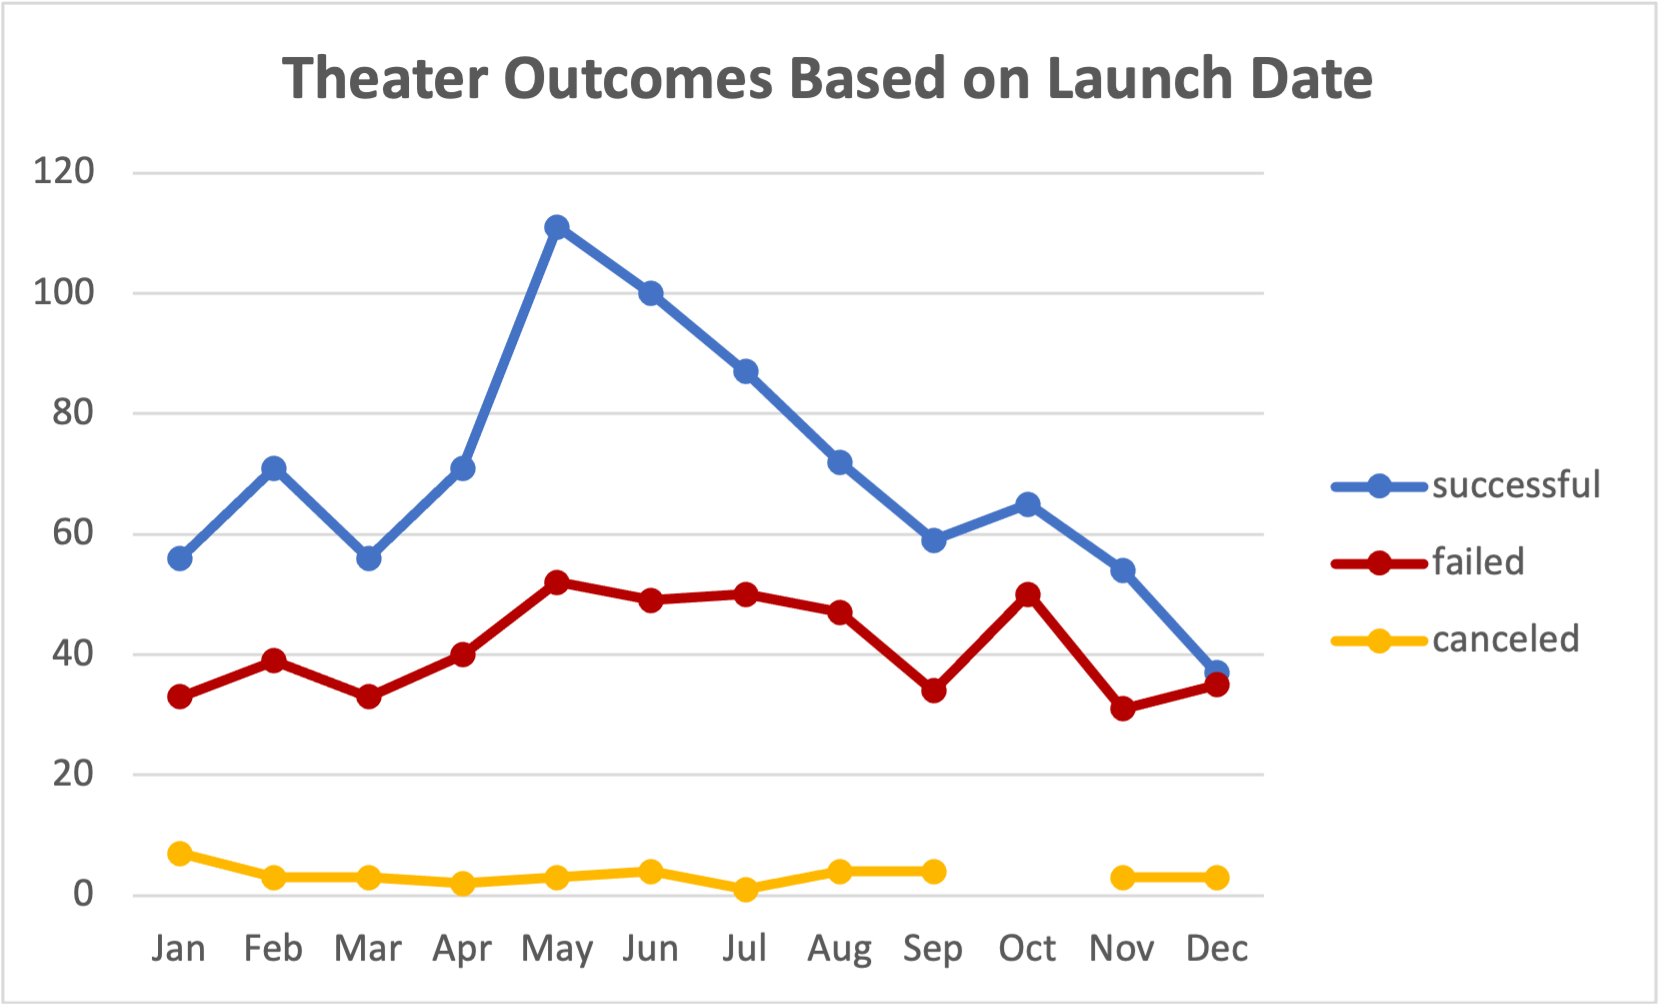 Theater Outcomes Based on Launch Date
120
100
80
60
40
20
0
Jan Feb Mar Apr May Jun Jul Aug Sep Oct Nov Dec
successful
failed
canceled